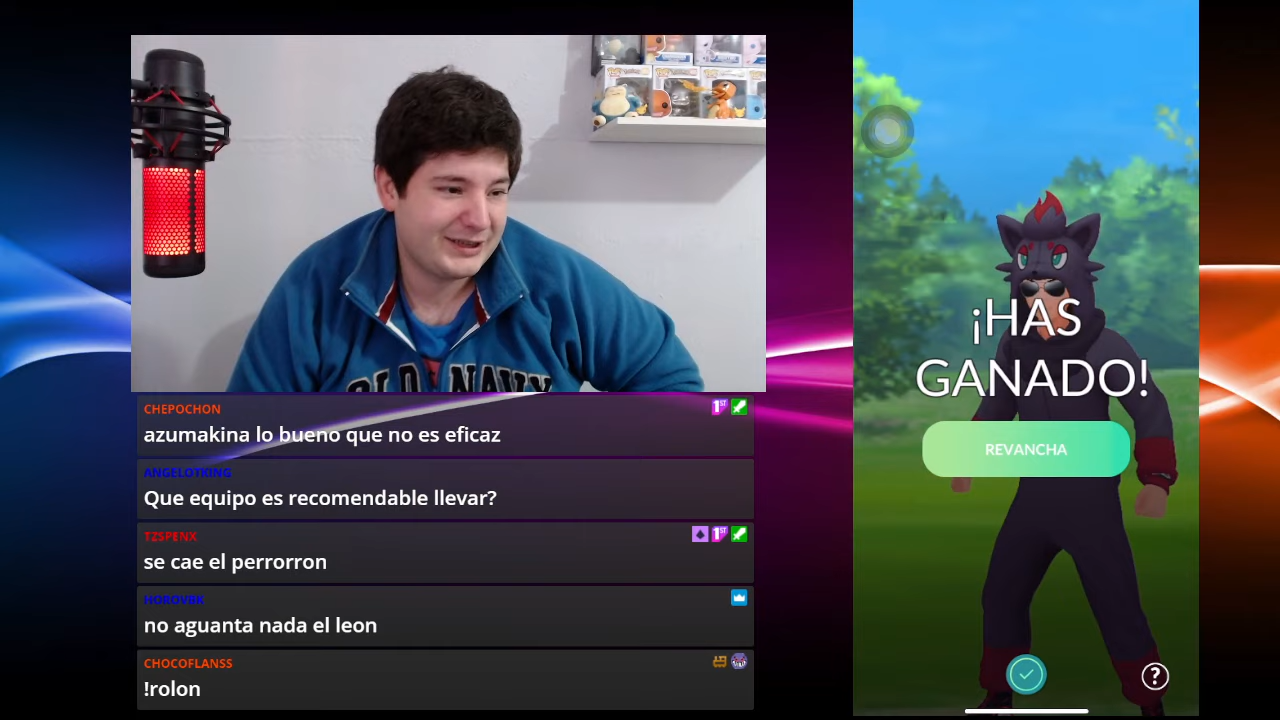 OLD NAVY
CHEPOCHON
azumakina lo bueno que no es eficaz
ANGELOTKING
Que equipo es recomendable llevar?
TZSPENX
se cae el perrorron
HOROVRK
no aguanta nada el leon
CHOCOFLANSS
!rolon
¡HAS
GANADO!
REVANCHA
?